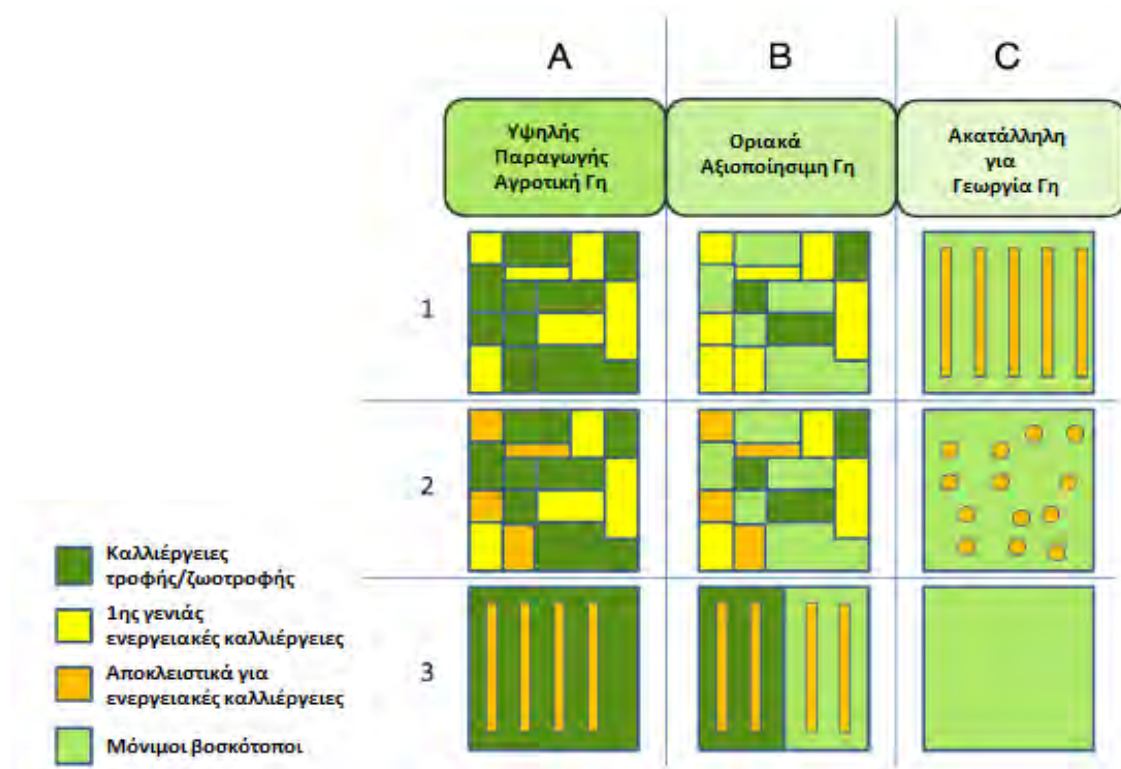 A
B
C
Υψηλής
Παραγωγής
Αγροτική Γη
Οριακά
Αξιοποίησιμη Γη
Ακατάλληλη
για
Γεωργία Γη
1
2
3
Καλλιέργειες
τροφής/ζωοτροφής
1ης γενιάς
ενεργειακές καλλιέργειες
Αποκλειστικά για
ενεργειακές καλλιέργειες
Μόνιμοι βοσκότοποι